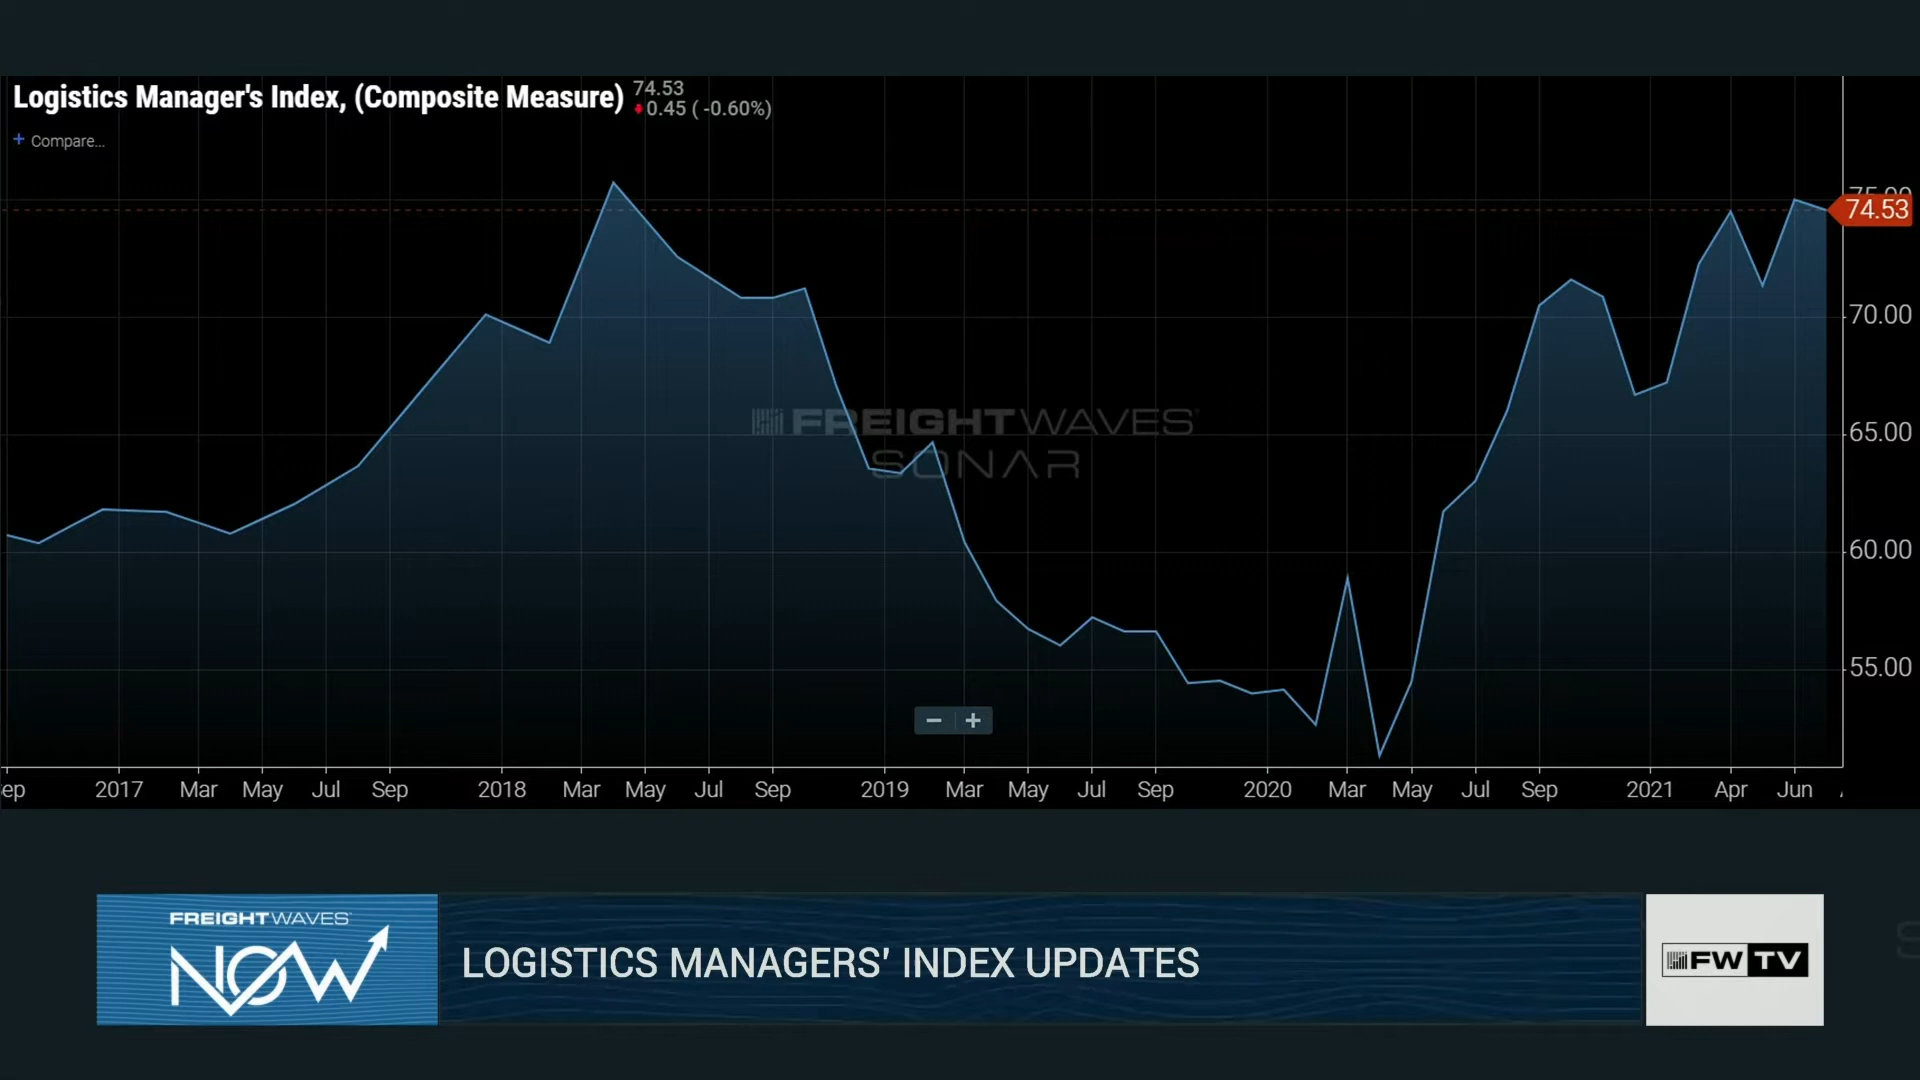 Logistics Manager's Index, (Composite Measure) 74.53
0.45 ( -0.60%)
+ Compare...
75.00
74.53
70.00
FREIGHTWAVES
65.00
SONAR
60.00
55.00
− +
ep 2017 Mar May Jul Sep 2018 Mar May Jul Sep 2019 Mar May Jul Sep 2020 Mar May Jul Sep 2021 Apr Jun
FREIGHTWAVES
NOW
LOGISTICS MANAGERS' INDEX UPDATES
FW TV